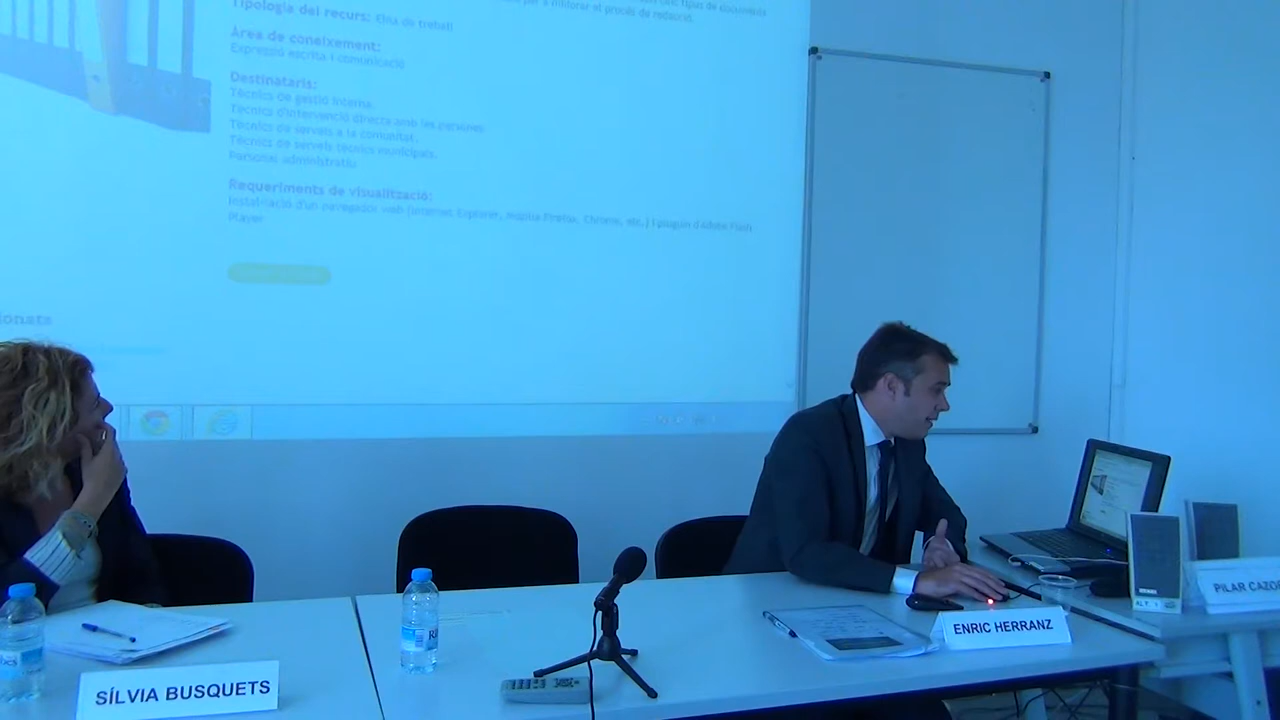 Tipologia del recurs: Eina de treball
Àrea de coneixement:
Expressió escrita i comunicació
Destinataris:
Tècnics de gestió interna.
Tècnics d'intervenció directa amb les persones.
Tècnics de serveis a la comunitat.
Tècnics de serveis tècnics municipals.
Personal administratiu
Requeriments de visualització:
Instal·lació d'un navegador web (Internet Explorer, Mozilla Firefox, Chrome, etc.) i plugin d'Adobe Flash
Player
SÍLVIA BUSQUETS
ENRIC HERRANZ
PILAR